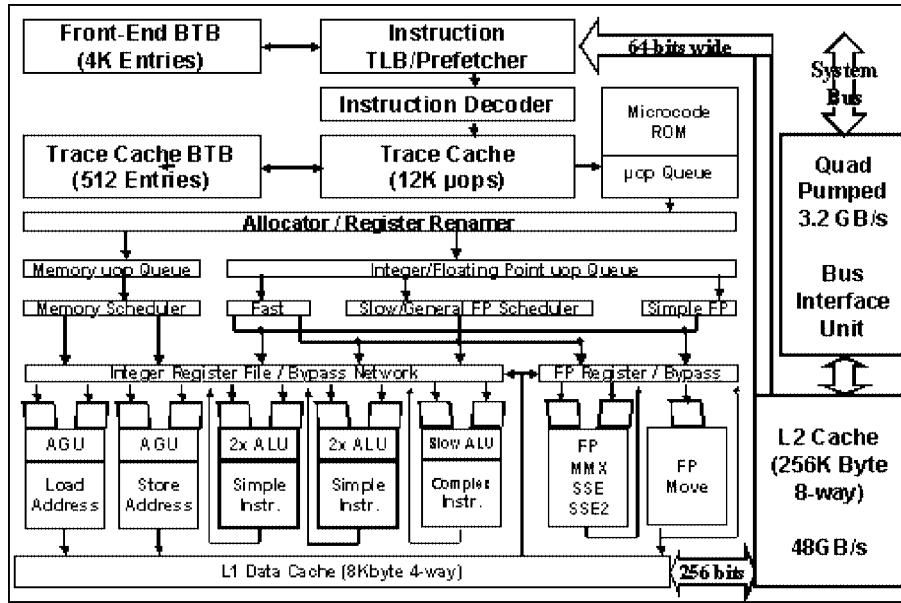 Front-End BTB
(4K Entries)
Instruction
TLB/Prefetcher
64 bits wide
System
Bus
Instruction Decoder
Microcode
ROM
Trace Cache BTB
(512 Entries)
Trace Cache
(12K µops)
µop Queue
Quad
Pumped
3.2 GB/s
Bus
Interface
Unit
Allocator / Register Renamer
Memory uop Queue
Integer/Floating Point uop Queue
Memory Scheduler
Fast
Slow/General FP Scheduler
Simple FP
Integer Register File / Bypass Network
FP Register / Bypass
AGU
Load
Address
AGU
Store
Address
2x ALU
Simple
Instr.
2x ALU
Simple
Instr.
Slow ALU
Complex
Instr.
FP
MMX
SSE
SSE2
FP
Move
L2 Cache
(256K Byte
8-way)
48GB/s
L1 Data Cache (8Kbyte 4-way)
256 bits